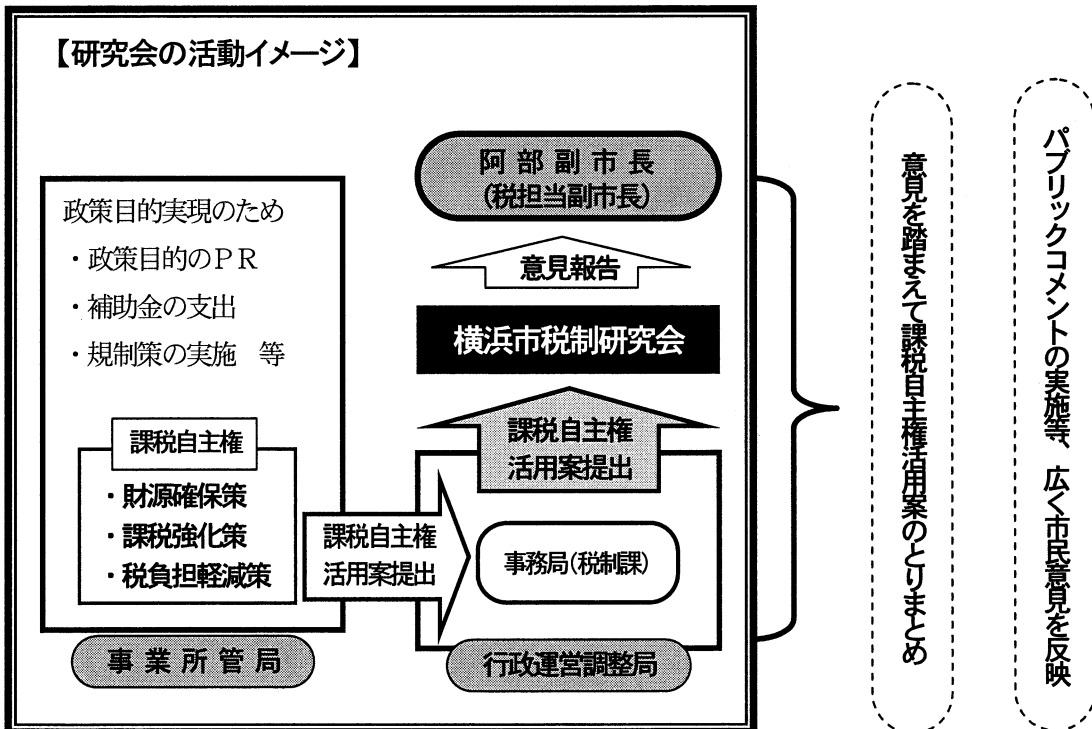 【研究会の活動イメージ】
政策目的実現のため
・政策目的のＰＲ
・補助金の支出
・規制策の実施　等
課税自主権
・財源確保策
・課税強化策
・税負担軽減策
事業所管局
課税自主権
活用案提出
阿部副市長
(税担当副市長)
意見報告
横浜市税制研究会
課税自主権
活用案提出
事務局(税制課)
行政運営調整局
意見を踏まえて課税自主権活用案のとりまとめ
パブリックコメントの実施等、広く市民意見を反映